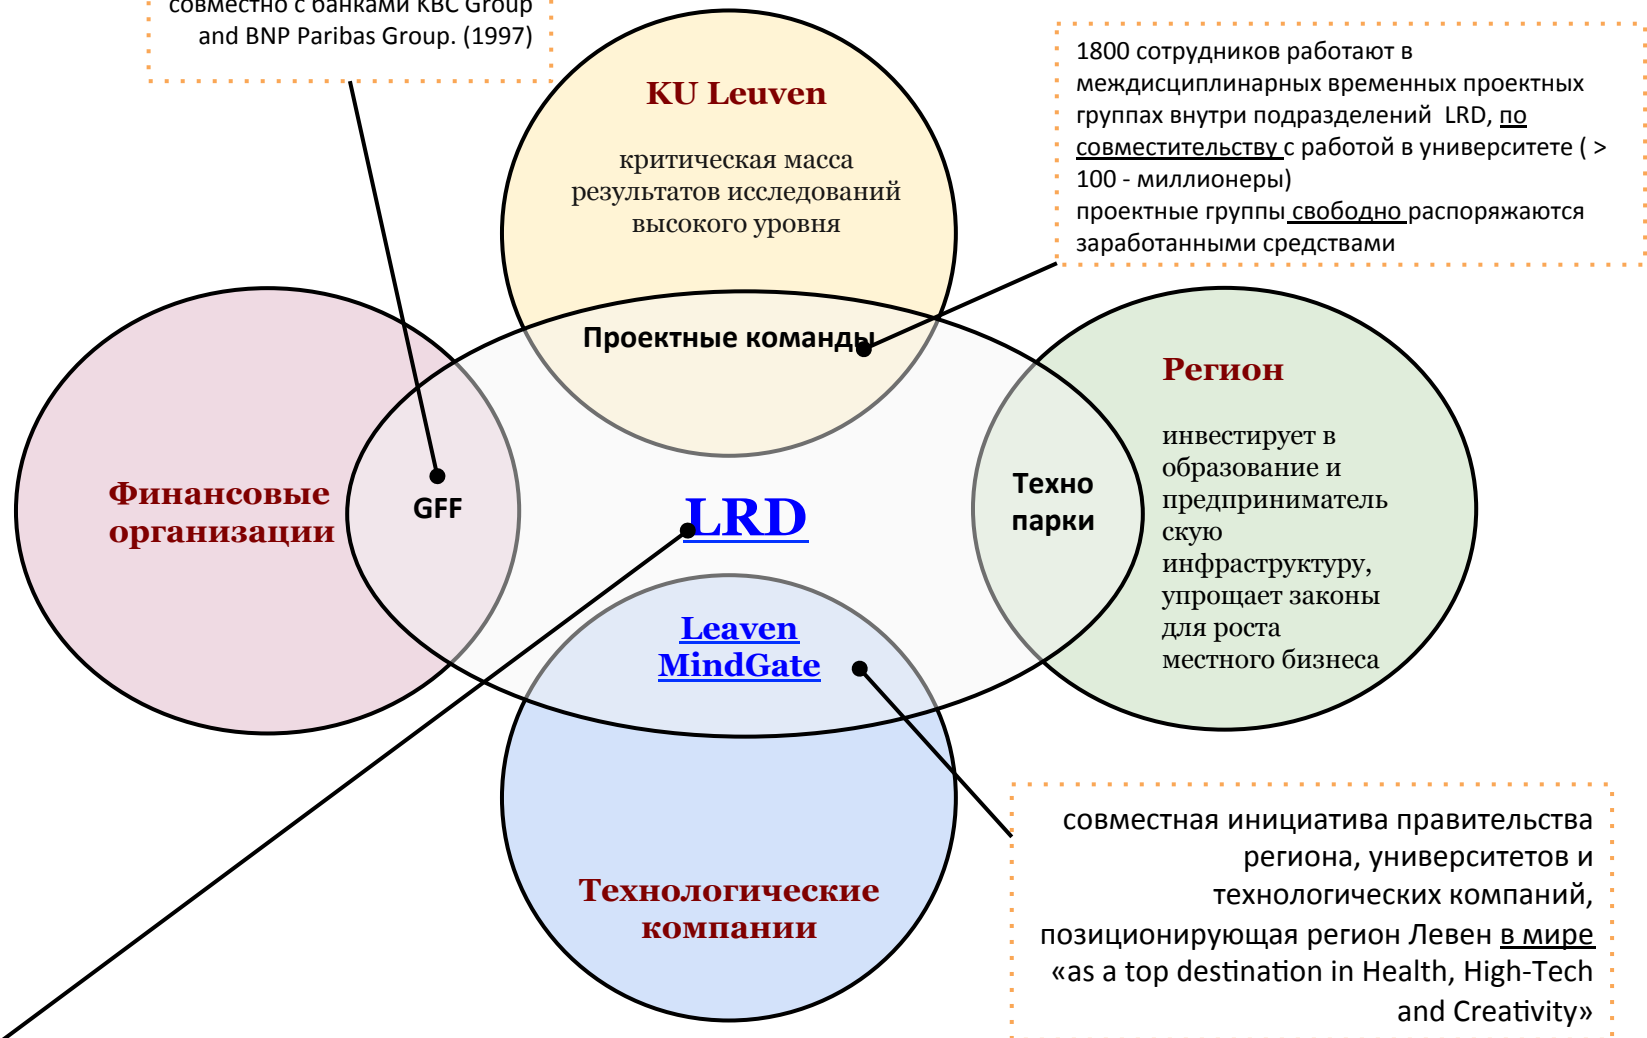 совместно с банками KBC Group
and BNP Paribas Group. (1997)
KU Leuven
критическая масса
результатов исследований
высокого уровня
1800 сотрудников работают в
междисциплинарных временных проектных
группах внутри подразделений LRD, по
совместительству с работой в университете ( >
100 - миллионеры)
проектные группы свободно распоряжаются
заработанными средствами
Проектные команды
Финансовые
организации
GFF
LRD
Техно
парки
Регион
инвестирует в
образование и
предприниматель
скую
инфраструктуру,
упрощает законы
для роста
местного бизнеса
Leaven
MindGate
Технологические
компании
совместная инициатива правительства
региона, университетов и
технологических компаний,
позиционирующая регион Левен в мире
«as a top destination in Health, High-Tech
and Creativity»